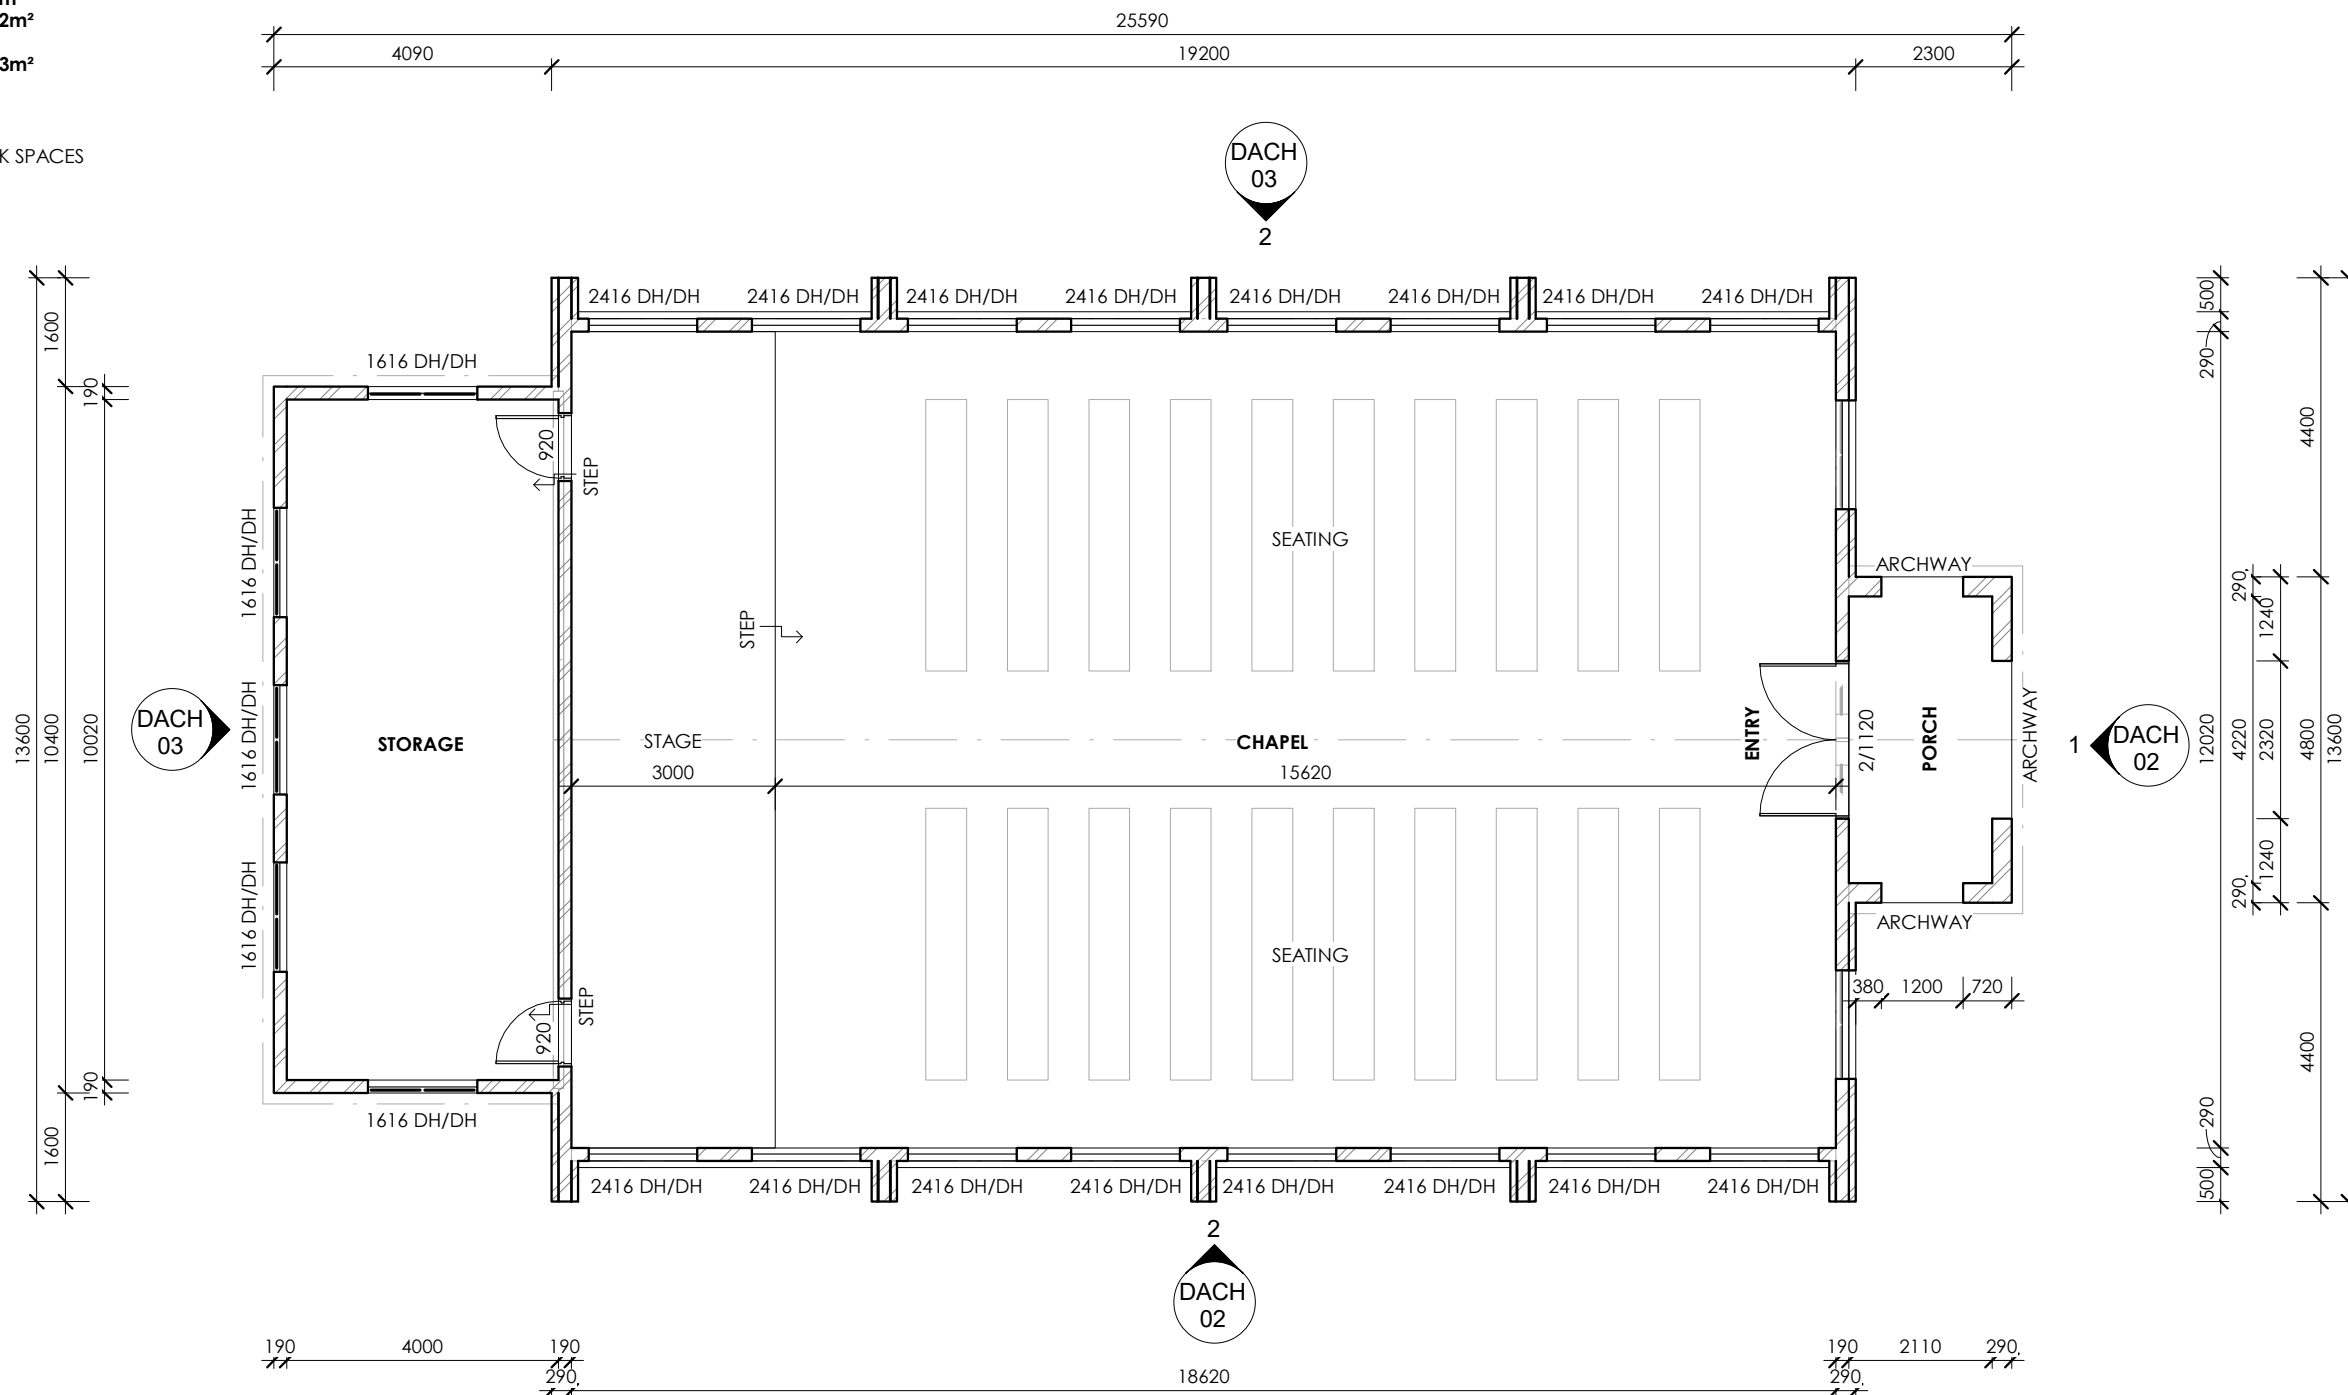 m²
2m²
3m²
K SPACES
25590
4090
19200
2300
DACH
03
2
2416 DH/DH
2416 DH/DH
2416 DH/DH
2416 DH/DH
2416 DH/DH
2416 DH/DH
2416 DH/DH
2416 DH/DH
1600
500
290
1616 DH/DH
190
920
STEP
4400
1616 DH/DH
SEATING
ARCHWAY
290
STEP
1240
13600
10400
10020
1616 DH/DH
DACH
03
STORAGE
STAGE
3000
CHAPEL
15620
ENTRY
2/1120
PORCH
ARCHWAY
1
DACH
02
12020
4220
2320
4800
13600
1616 DH/DH
SEATING
ARCHWAY
290
1240
380
1200
720
STEP
920
4400
190
1616 DH/DH
1600
290
500
2416 DH/DH
2416 DH/DH
2416 DH/DH
2416 DH/DH
2416 DH/DH
2416 DH/DH
2416 DH/DH
2416 DH/DH
2
DACH
02
190
4000
190
190
2110
290
290
18620
290